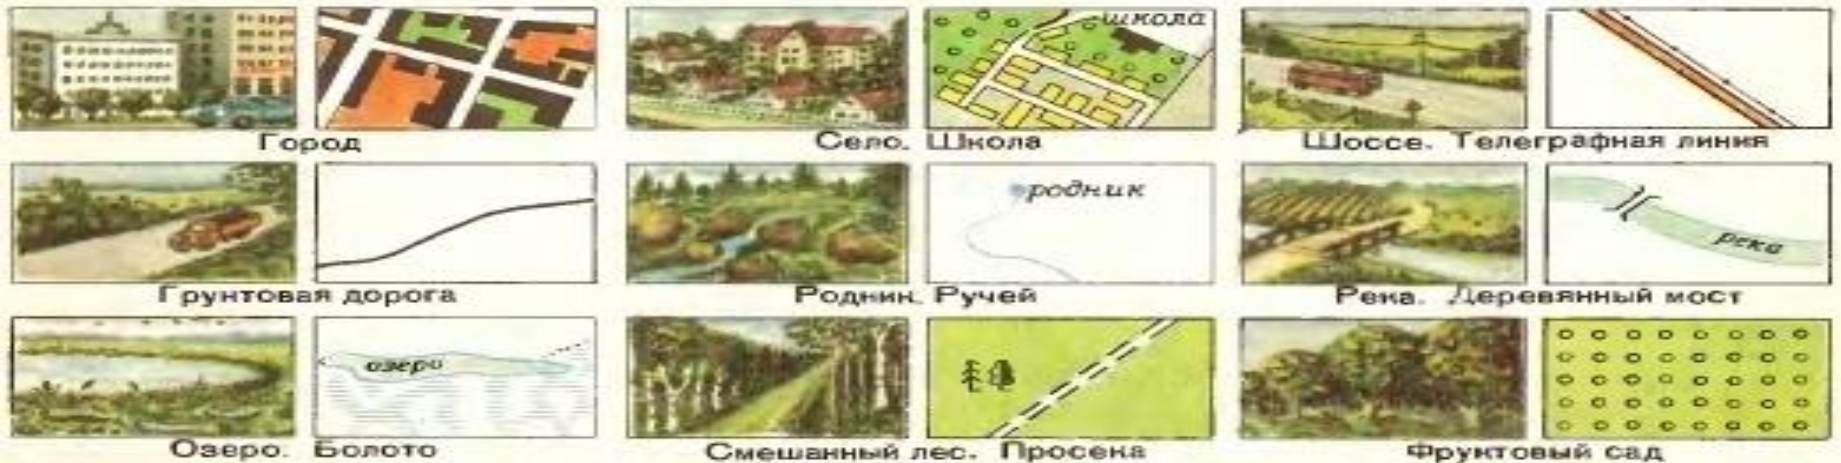 школа
Город
Село. Школа
Шоссе. Телеграфная линия
родник
река
Грунтовая дорога
Родник. Ручей
Река. Деревянный мост
озеро
Озеро. Болото
Смешанный лес. Просека
Фруктовый сад